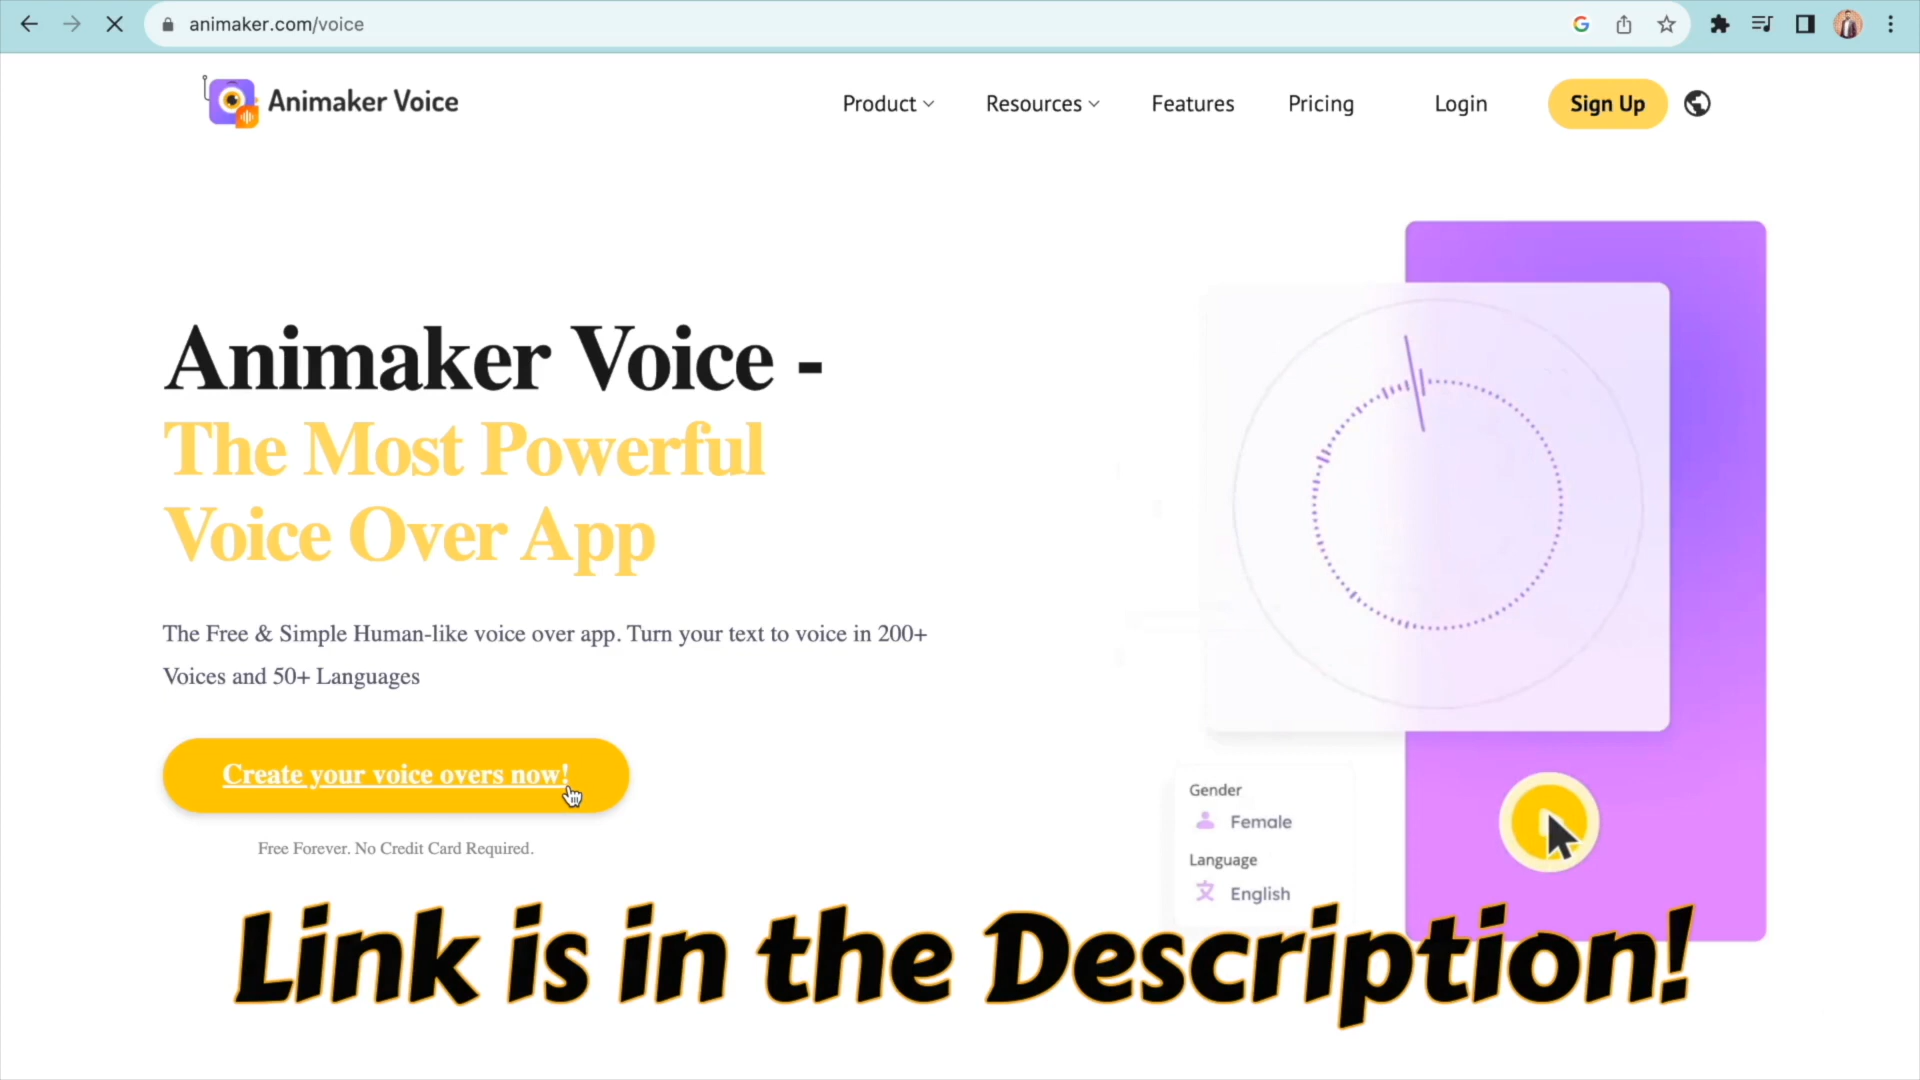 animaker.com/voice
Animaker Voice
Product
Resources
Features
Pricing
Login
Sign Up
Animaker Voice -
The Most Powerful
Voice Over App
The Free & Simple Human-like voice over app. Turn your text to voice in 200+
Voices and 50+ Languages
Create your voice overs now!
Free Forever. No Credit Card Required.
Gender
Female
Language
文 English
Link is in the Description!